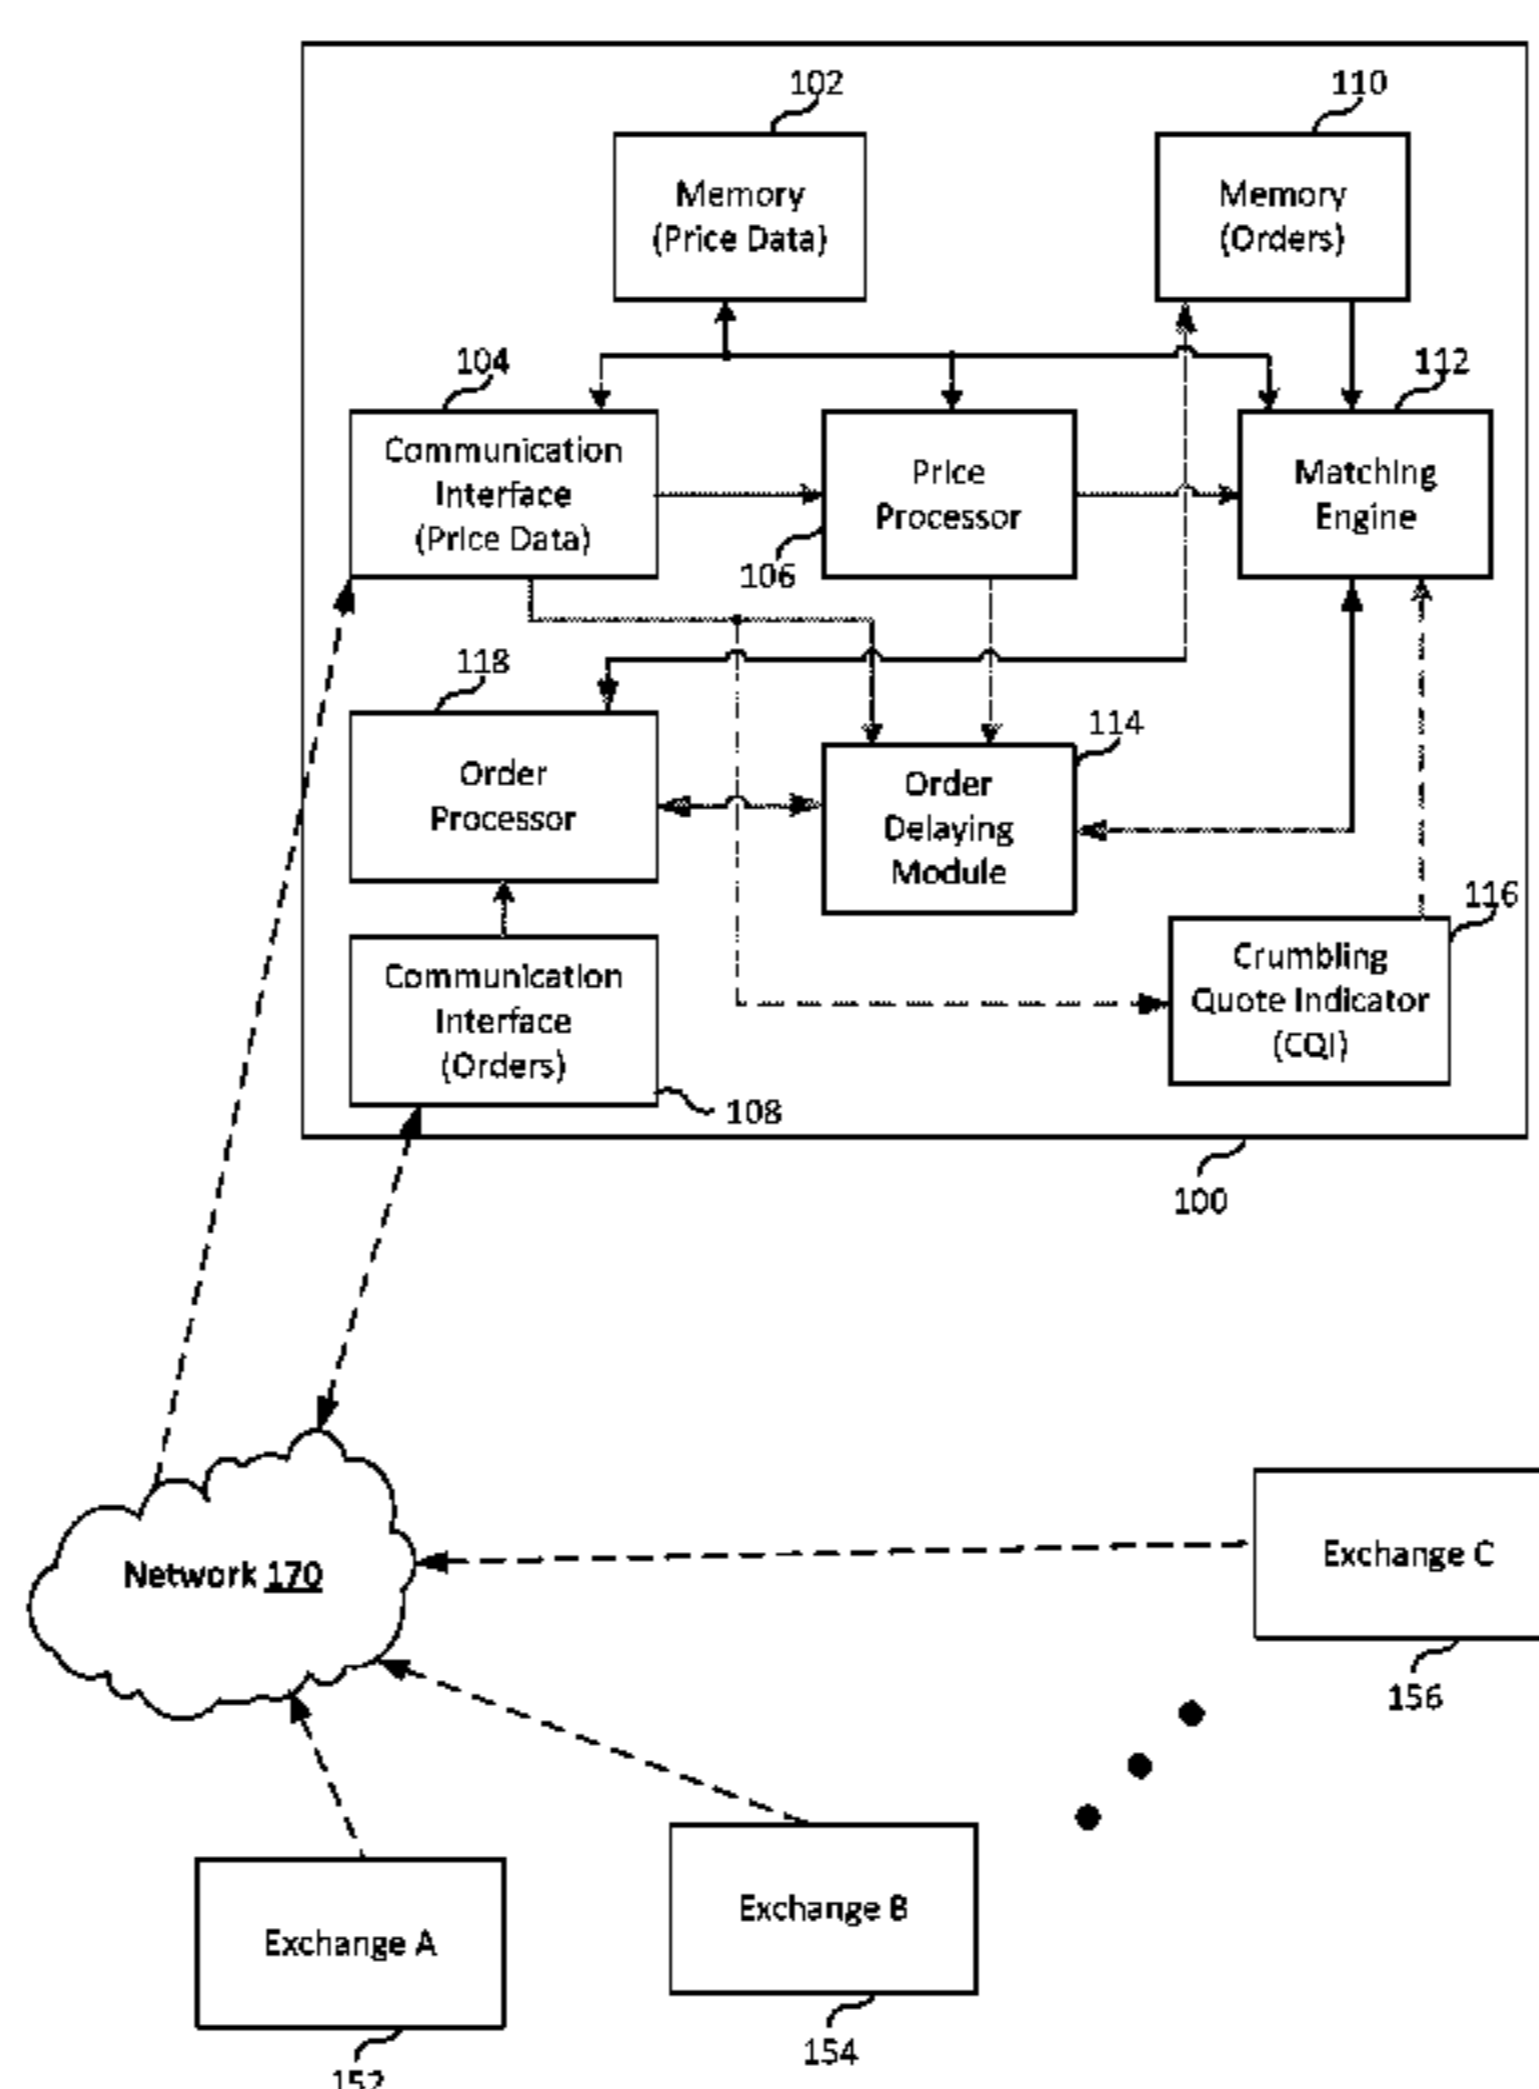 102
110
Memory
(Price Data)
Memory
(Orders)
104
112
Communication
Interface
(Price Data)
Price
Processor
Matching
Engine
106
118
114
Order
Processor
Order
Delaying
Module
116
Communication
Interface
(Orders)
Crumbling
Quote Indicator
(CQI)
108
100
Network 170
Exchange C
156
Exchange B
Exchange A
154
152